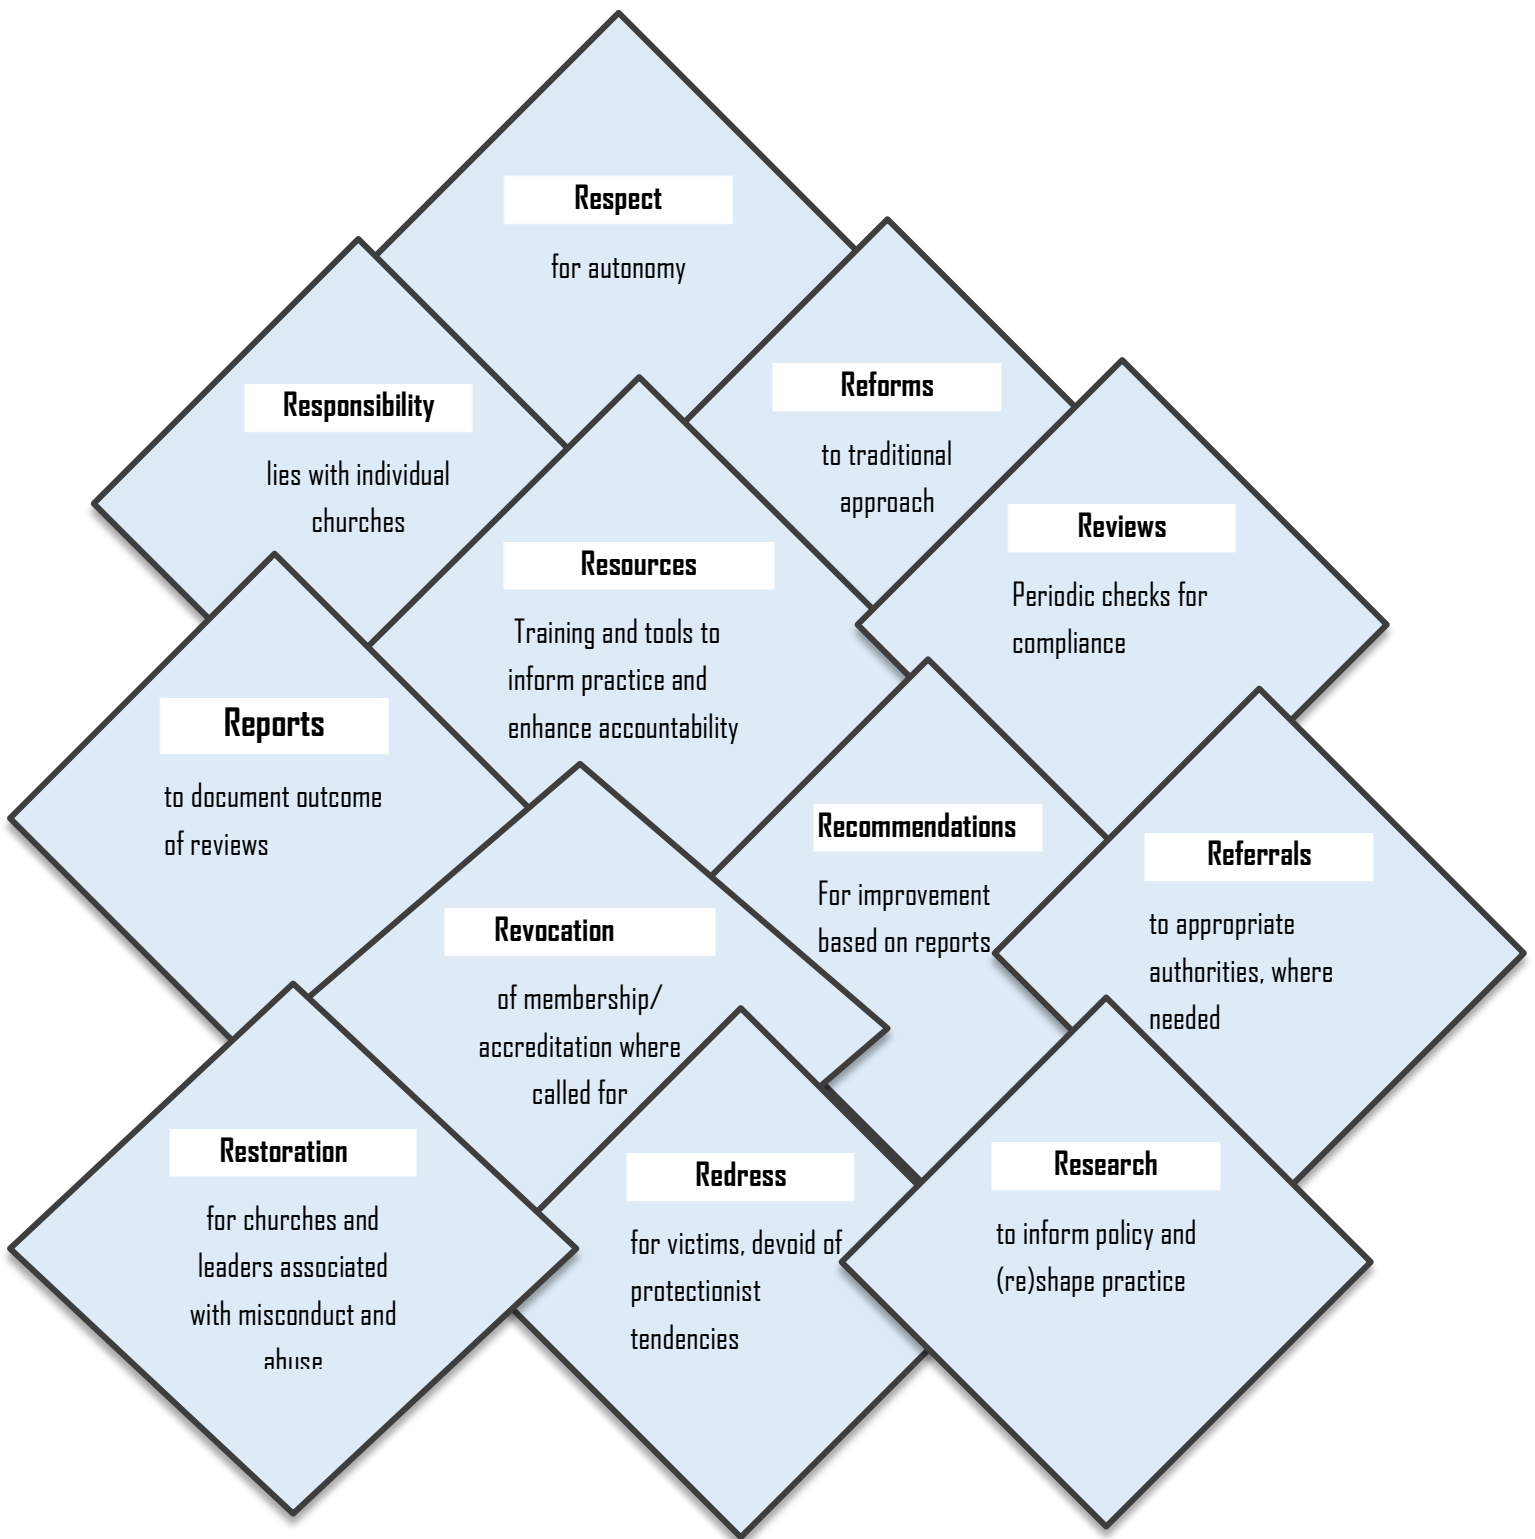 Respect
for autonomy
Responsibility
lies with individual
churches
Reforms
to traditional
approach
Reviews
Periodic checks for
compliance
Resources
Training and tools to
inform practice and
enhance accountability
Reports
to document outcome
of reviews
Recommendations
For improvement
based on reports
Referrals
to appropriate
authorities, where
needed
Revocation
of membership/
accreditation where
called for
Restoration
for churches and
leaders associated
with misconduct and
abuse
Redress
for victims, devoid of
protectionist
tendencies
Research
to inform policy and
(re)shape practice